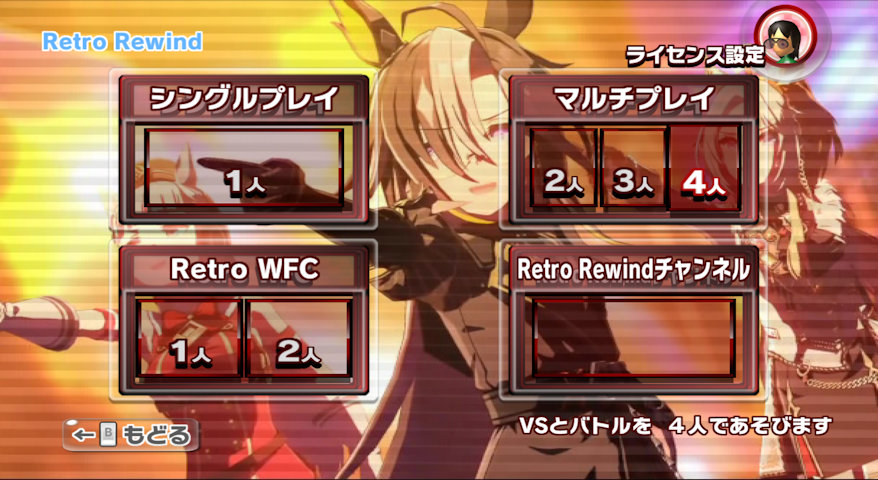 Retro Rewind
ライセンス設定
シングルプレイ
1人
マルチプレイ
2人 3人 4人
Retro WFC
1人 2人
Retro Rewindチャンネル
←B もどる
VSとバトルを 4人であそびます